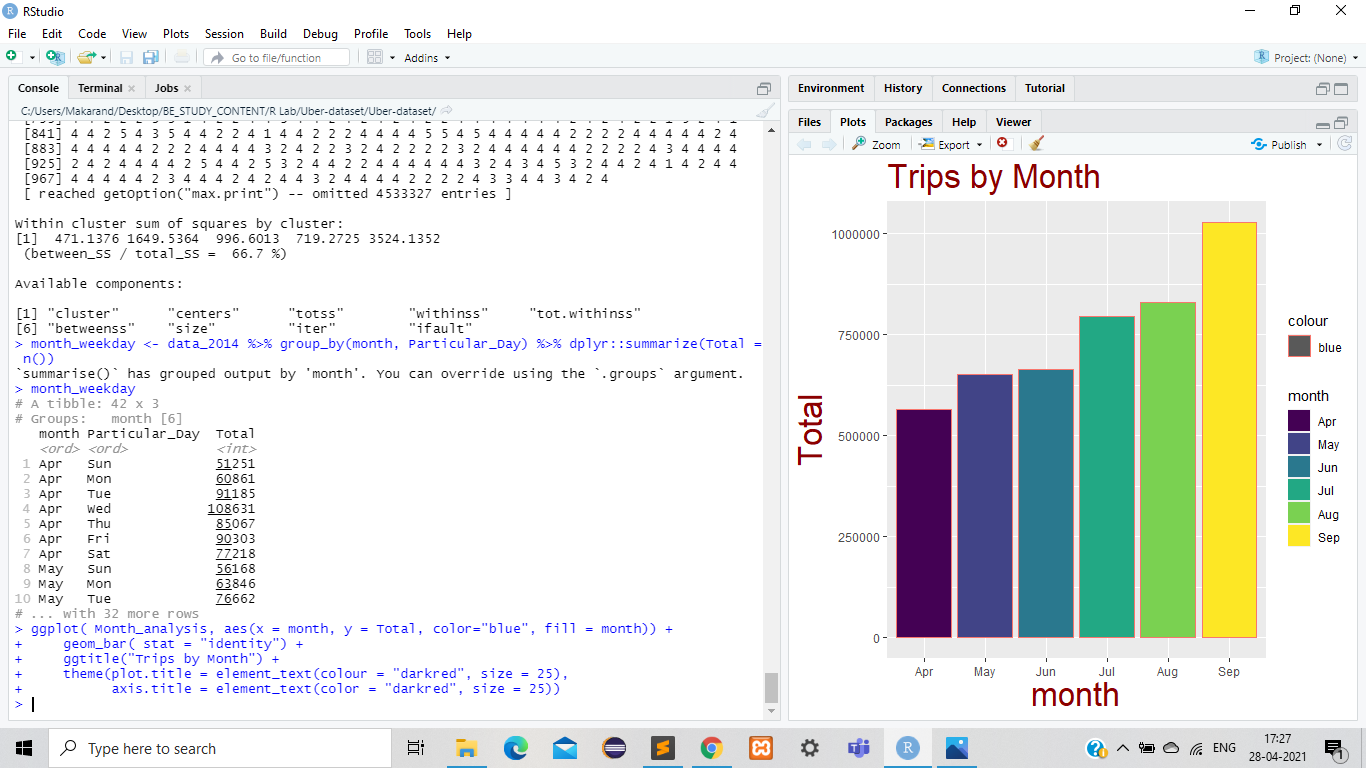 RStudio
File Edit Code View Plots Session Build Debug Profile Tools Help
Go to file/function Addins Project: (None)
Console Terminal Jobs
C:/Users/Makarand/Desktop/BE_STUDY_CONTENT/R Lab/Uber-dataset/Uber-dataset/
[841] 4 4 2 5 4 3 5 4 4 2 2 4 1 4 4 2 2 2 4 4 4 4 5 5 4 5 4 4 4 4 4 2 2 2 2 4 4 4 4 4 2 4
[883] 4 4 4 4 4 4 2 2 2 4 4 4 4 3 4 2 2 2 3 2 4 2 2 2 2 3 2 4 4 4 4 4 4 2 2 2 2 4 3 2 4 4
[925] 2 4 2 4 4 4 4 2 5 4 4 2 5 3 2 4 4 2 2 4 4 4 4 4 4 4 3 2 4 3 4 5 3 2 4 4 2 4 1 4 2 4 4
[967] 4 4 4 4 4 2 3 4 4 4 2 4 2 4 4 3 2 4 4 4 4 2 2 2 2 4 3 3 4 4 3 4 2 4
[ reached getOption("max.print") -- omitted 4533327 entries ]
Within cluster sum of squares by cluster:
[1] 471.1376 1649.5364 996.6013 719.2725 3524.1352
(between_SS / total_SS = 66.7 %)
Available components:
[1] "cluster" "centers" "totss" "withinss" "tot.withinss"
[6] "betweenss" "size" "iter" "ifault"
> month_weekday <- data_2014 %>% group_by(month, Particular_Day) %>% dplyr::summarize(Total =
n())
`summarise()` has grouped output by 'month'. You can override using the `.groups` argument.
> month_weekday
# A tibble: 42 x 3
# Groups: month [6]
month Particular_Day Total
<ord> <ord> <int>
1 Apr Sun 51251
2 Apr Mon 60861
3 Apr Tue 91185
4 Apr Wed 108631
5 Apr Thu 85067
6 Apr Fri 90303
7 Apr Sat 77218
8 May Sun 56168
9 May Mon 63846
10 May Tue 76662
# ... with 32 more rows
> ggplot( Month_analysis, aes(x = month, y = Total, color="blue", fill = month)) +
+ geom_bar( stat = "identity") +
+ ggtitle("Trips by Month") +
+ theme(plot.title = element_text(colour = "darkred", size = 25),
+ axis.title = element_text(color = "darkred", size = 25))
>
Environment History Connections Tutorial
Files Plots Packages Help Viewer
Zoom Export Publish
Trips by Month
1000000
750000
500000
250000
0
Total
Apr May Jun Jul Aug Sep
month
colour
blue
month
Apr
May
Jun
Jul
Aug
Sep
Type here to search
ENG
17:27
28-04-2021
1